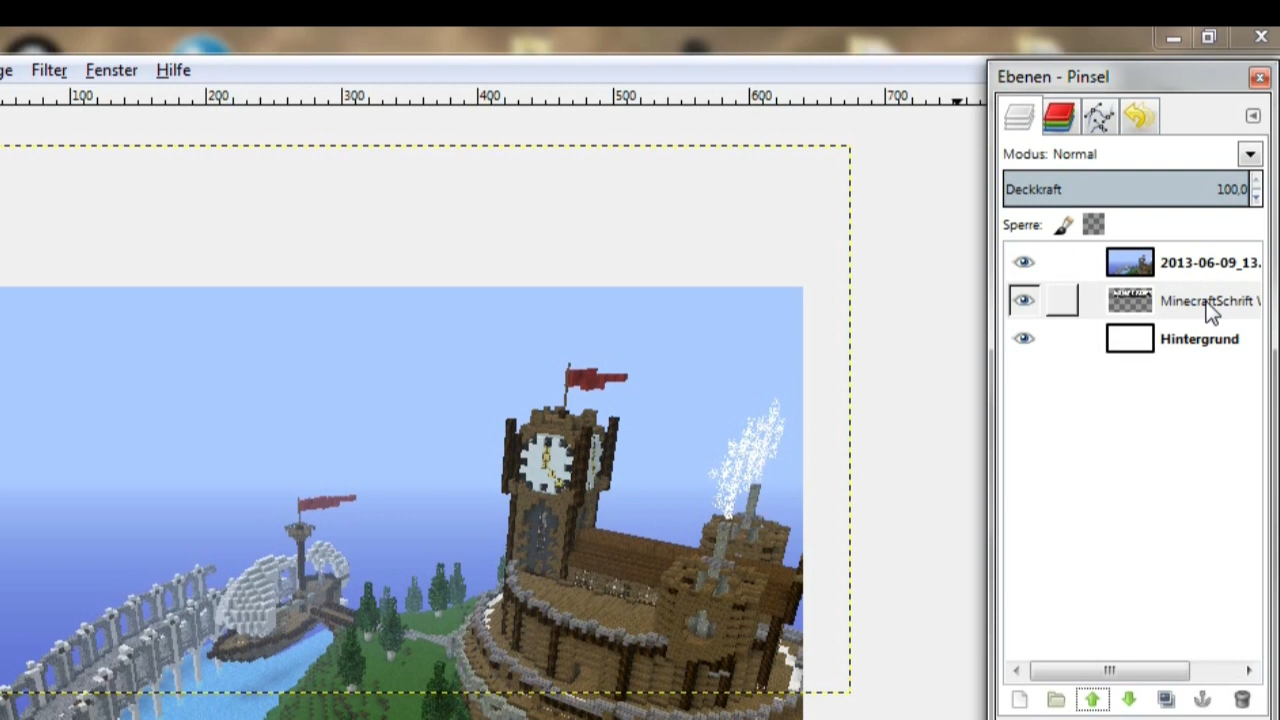 ge Filter Fenster Hilfe
Ebenen - Pinsel
100 200 300 400 500 600 700
Modus: Normal
Deckkraft 100,0
Sperre:
2013-06-09_13.
MinecraftSchrift
Hintergrund